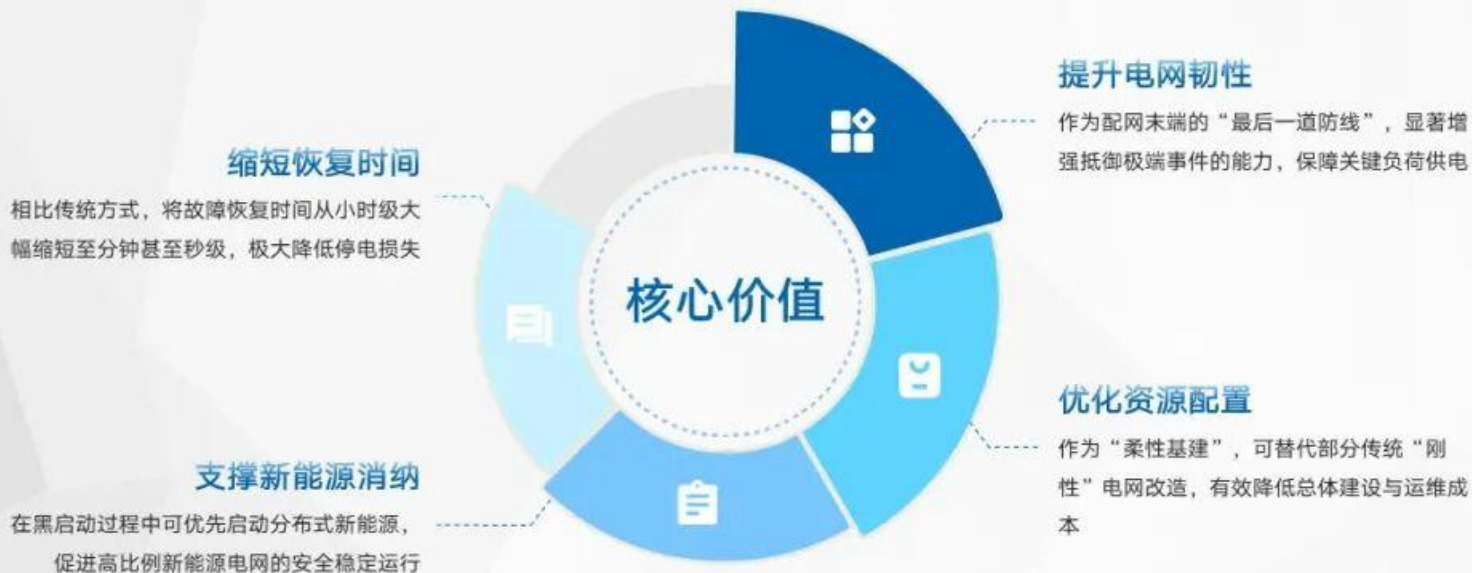 提升电网韧性
作为配网末端的“最后一道防线”，显著增
强抵御极端事件的能力，保障关键负荷供电
缩短恢复时间
相比传统方式，将故障恢复时间从小时级大
幅缩短至分钟甚至秒级，极大降低停电损失
核心价值
优化资源配置
作为“柔性基建”，可替代部分传统“刚
性”电网改造，有效降低总体建设与运维成
本
支撑新能源消纳
在黑启动过程中可优先启动分布式新能源，
促进高比例新能源电网的安全稳定运行